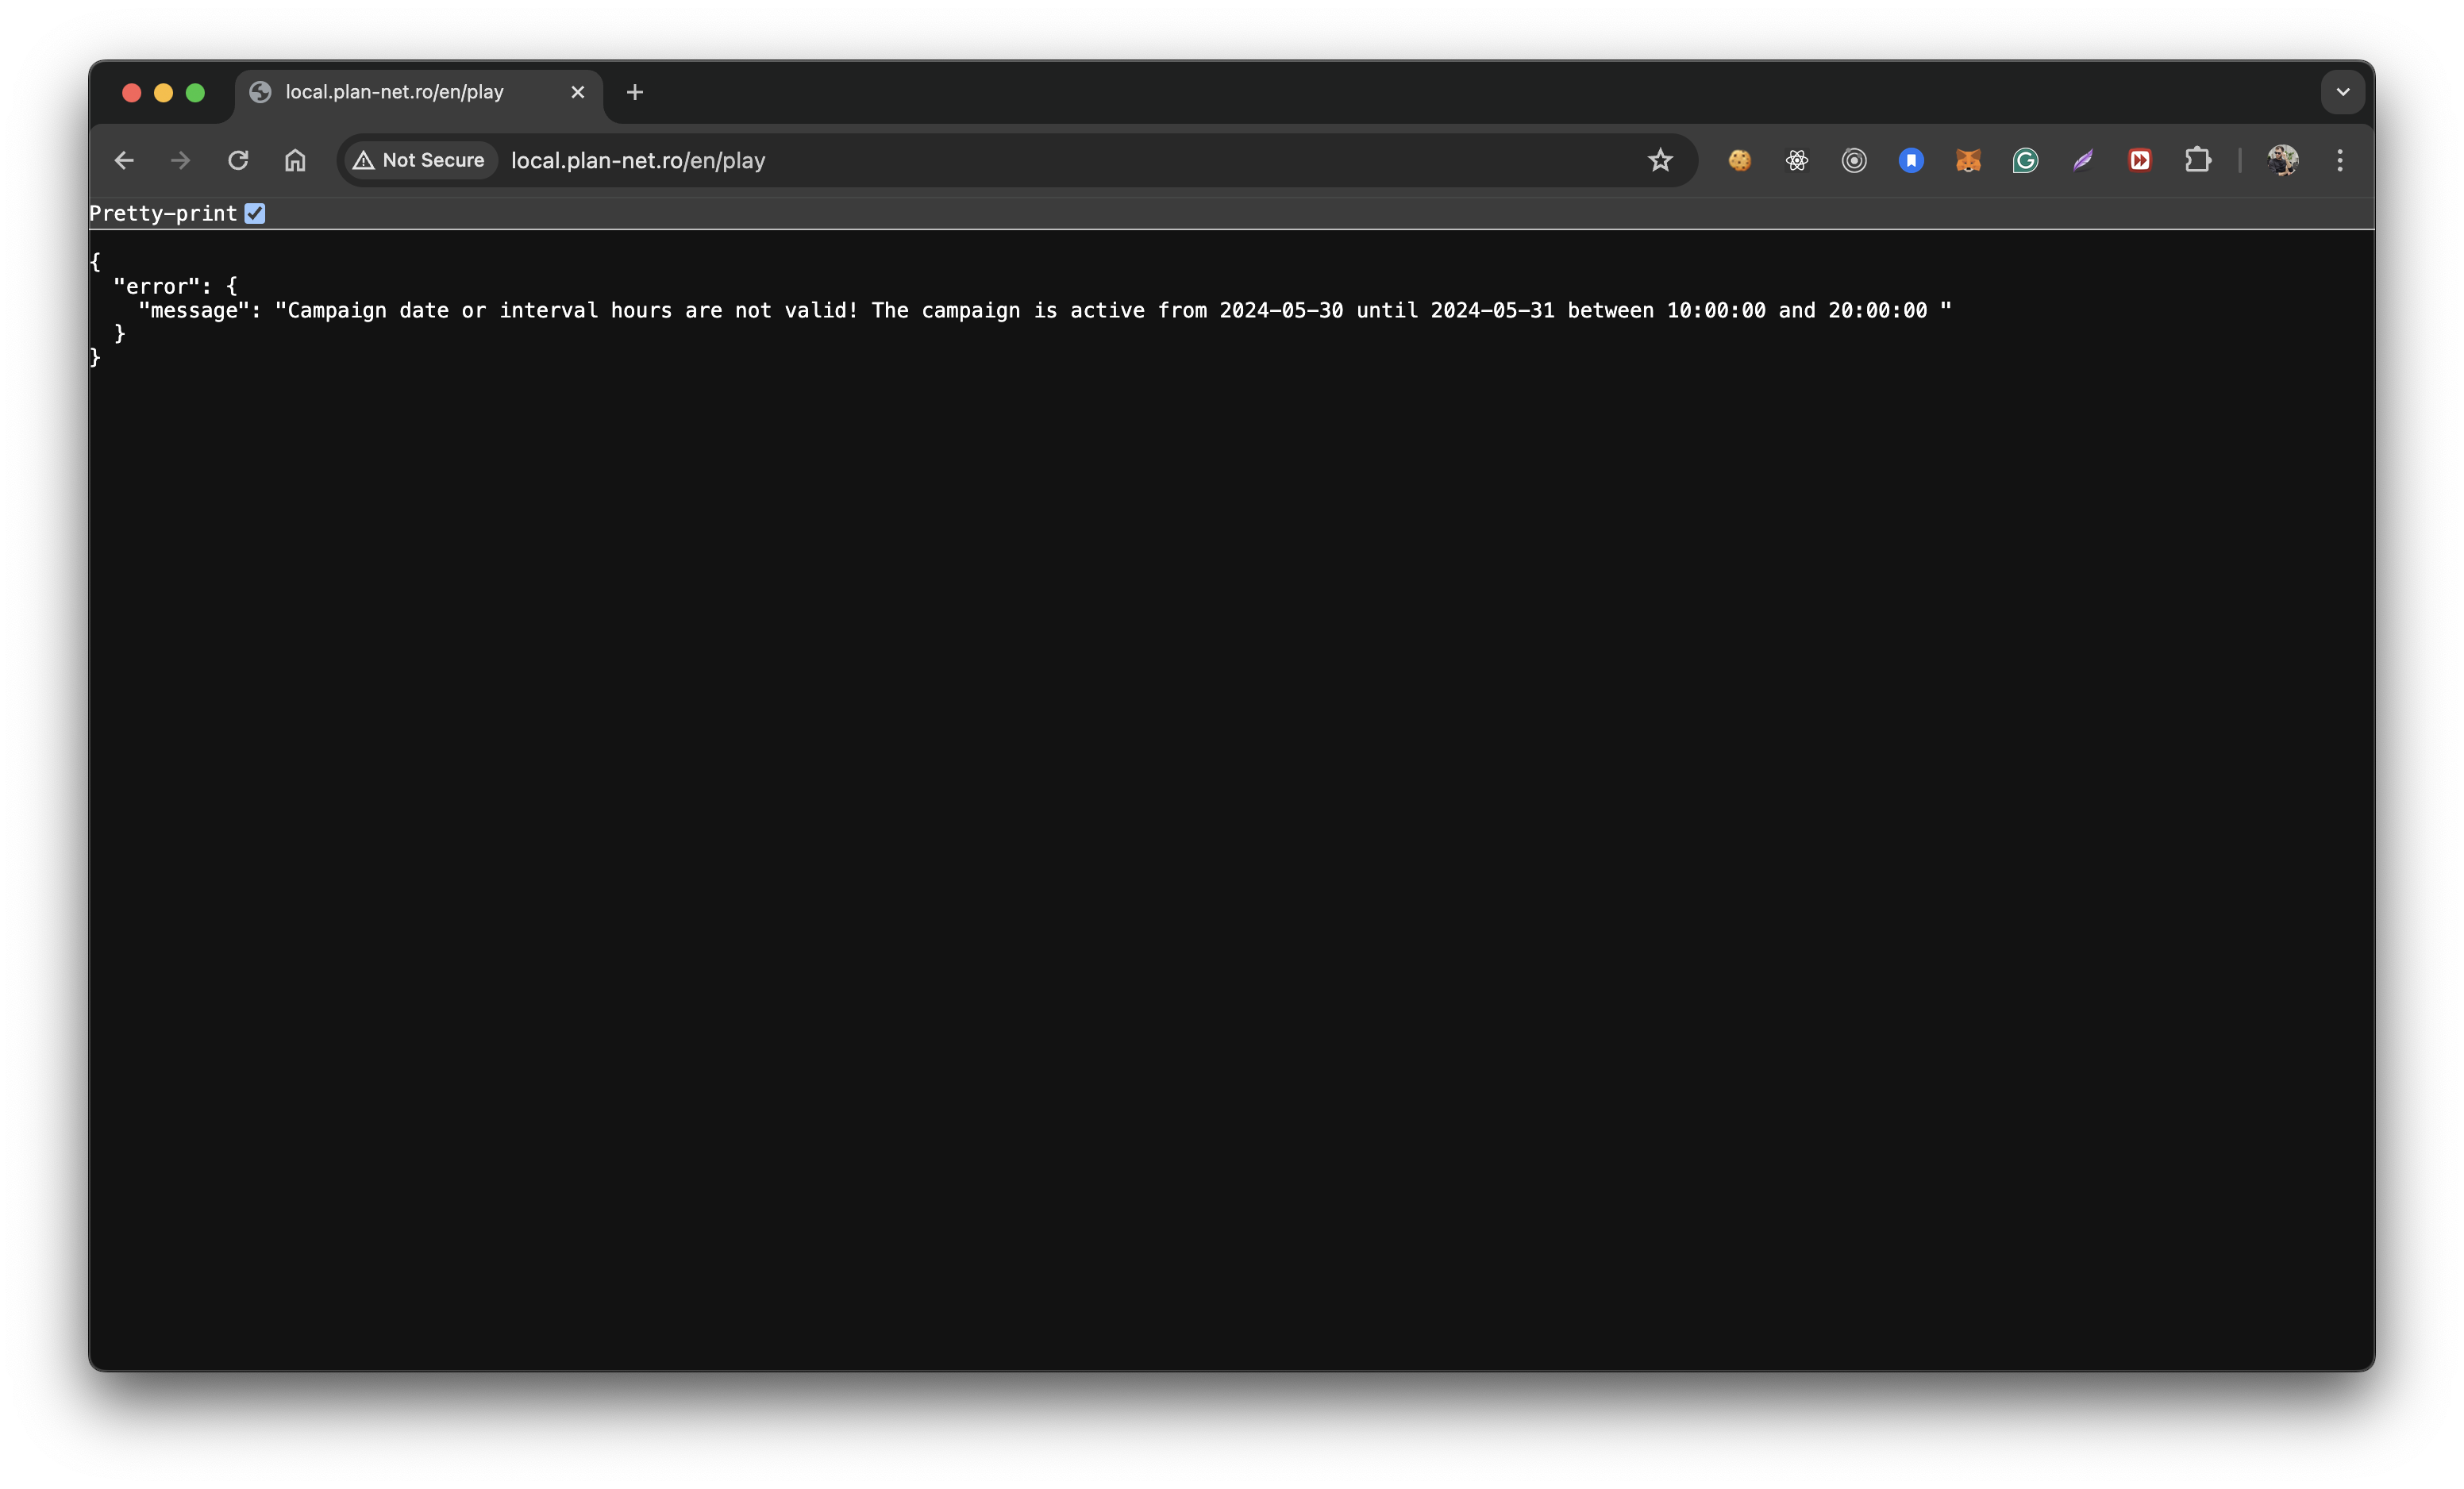 local.plan-net.ro/en/play
Not Secure local.plan-net.ro/en/play
Pretty-print
{
  "error": {
    "message": "Campaign date or interval hours are not valid! The campaign is active from 2024-05-30 until 2024-05-31 between 10:00:00 and 20:00:00 "
  }
}